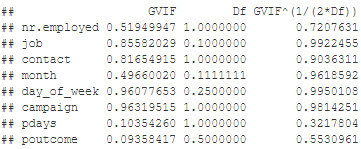 ## GVIF Df GVIF^(1/(2*Df))
## nr.employed 0.51949947 1.0000000 0.7207631
## job 0.85582029 0.1000000 0.9922455
## contact 0.81654915 1.0000000 0.9036311
## month 0.49660020 0.1111111 0.9618592
## day_of_week 0.96077653 0.2500000 0.9950108
## campaign 0.96319515 1.0000000 0.9814251
## pdays 0.10354260 1.0000000 0.3217804
## poutcome 0.09358417 0.5000000 0.5530961